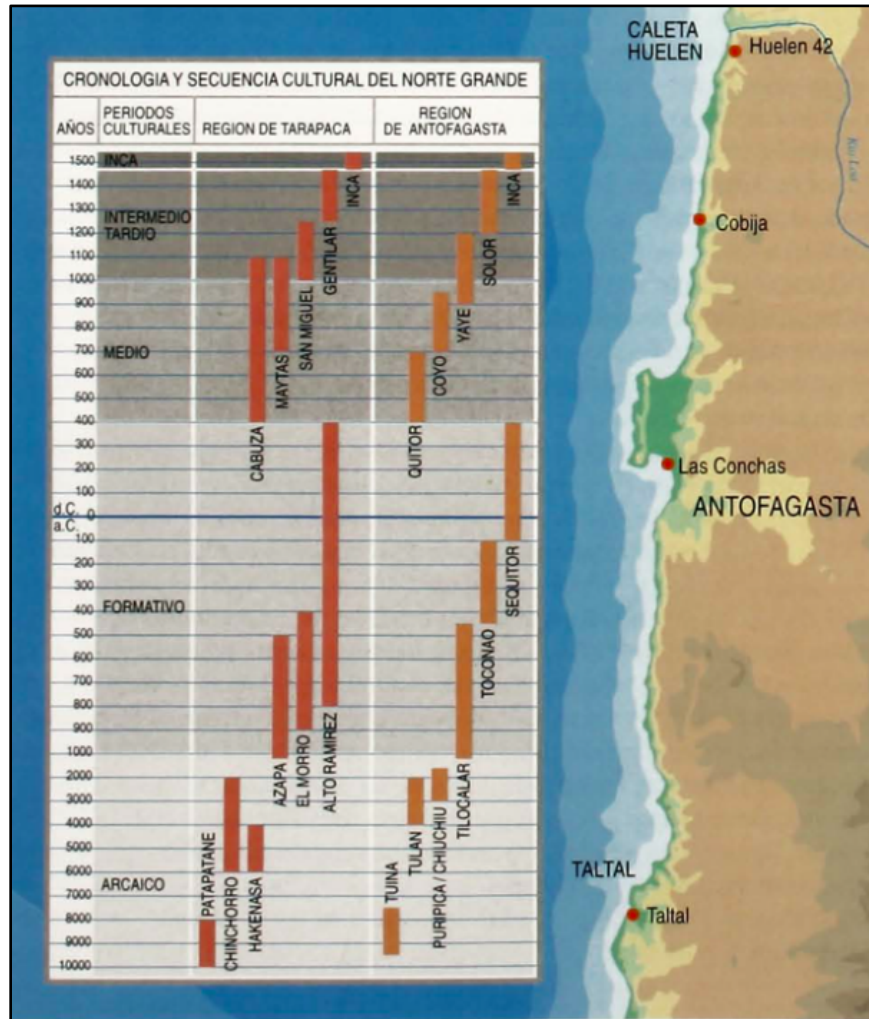 CRONOLOGIA Y SECUENCIA CULTURAL DEL NORTE GRANDE
AÑOS
PERIODOS
CULTURALES
REGION DE TARAPACA
REGION
DE ANTOFAGASTA
1500
1400
1300
1200
1100
1000
900
800
700
600
500
400
300
200
100
d.C. 0
a.C.
100
200
300
400
500
600
700
800
900
1000
2000
3000
4000
5000
6000
7000
8000
9000
10000
INCA
INTERMEDIO
TARDIO
MEDIO
FORMATIVO
ARCAICO
PATAPATANE
CHINCHORRO
HAKENASA
AZAPA
EL MORRO
ALTO RAMIREZ
CABUZA
MAYTAS
SAN MIGUEL
GENTILAR
INCA
TUINA
TULAN
PURIPICA / CHIUCHIU
TILOCALAR
TOCONAO
SEQUITOR
QUITOR
COYO
YAYE
SOLOR
INCA
CALETA
HUELEN
Huelen 42
Río Loa
Cobija
Las Conchas
ANTOFAGASTA
TALTAL
Taltal